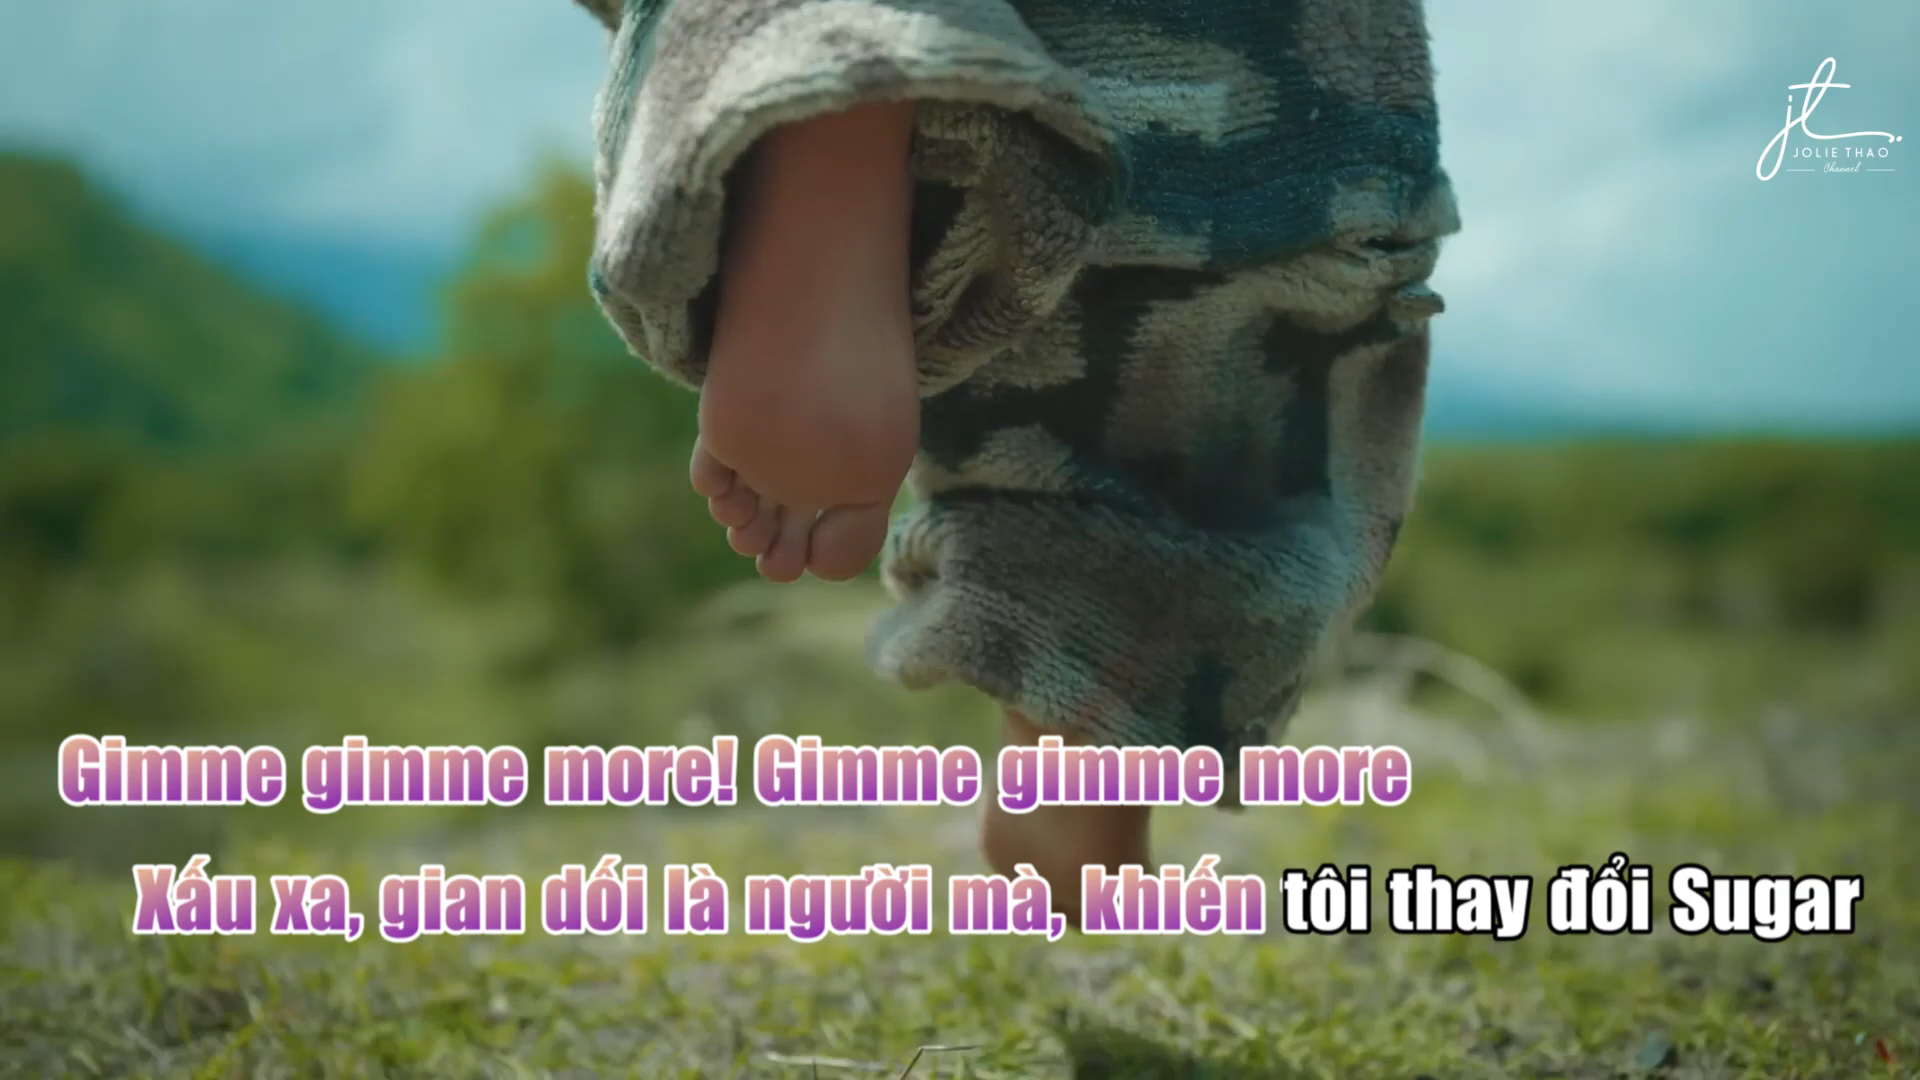 jt
JOLIE THAO
Channel
Gimme gimme more! Gimme gimme more
Xấu xa, gian dối là người mà, khiến tôi thay đổi Sugar